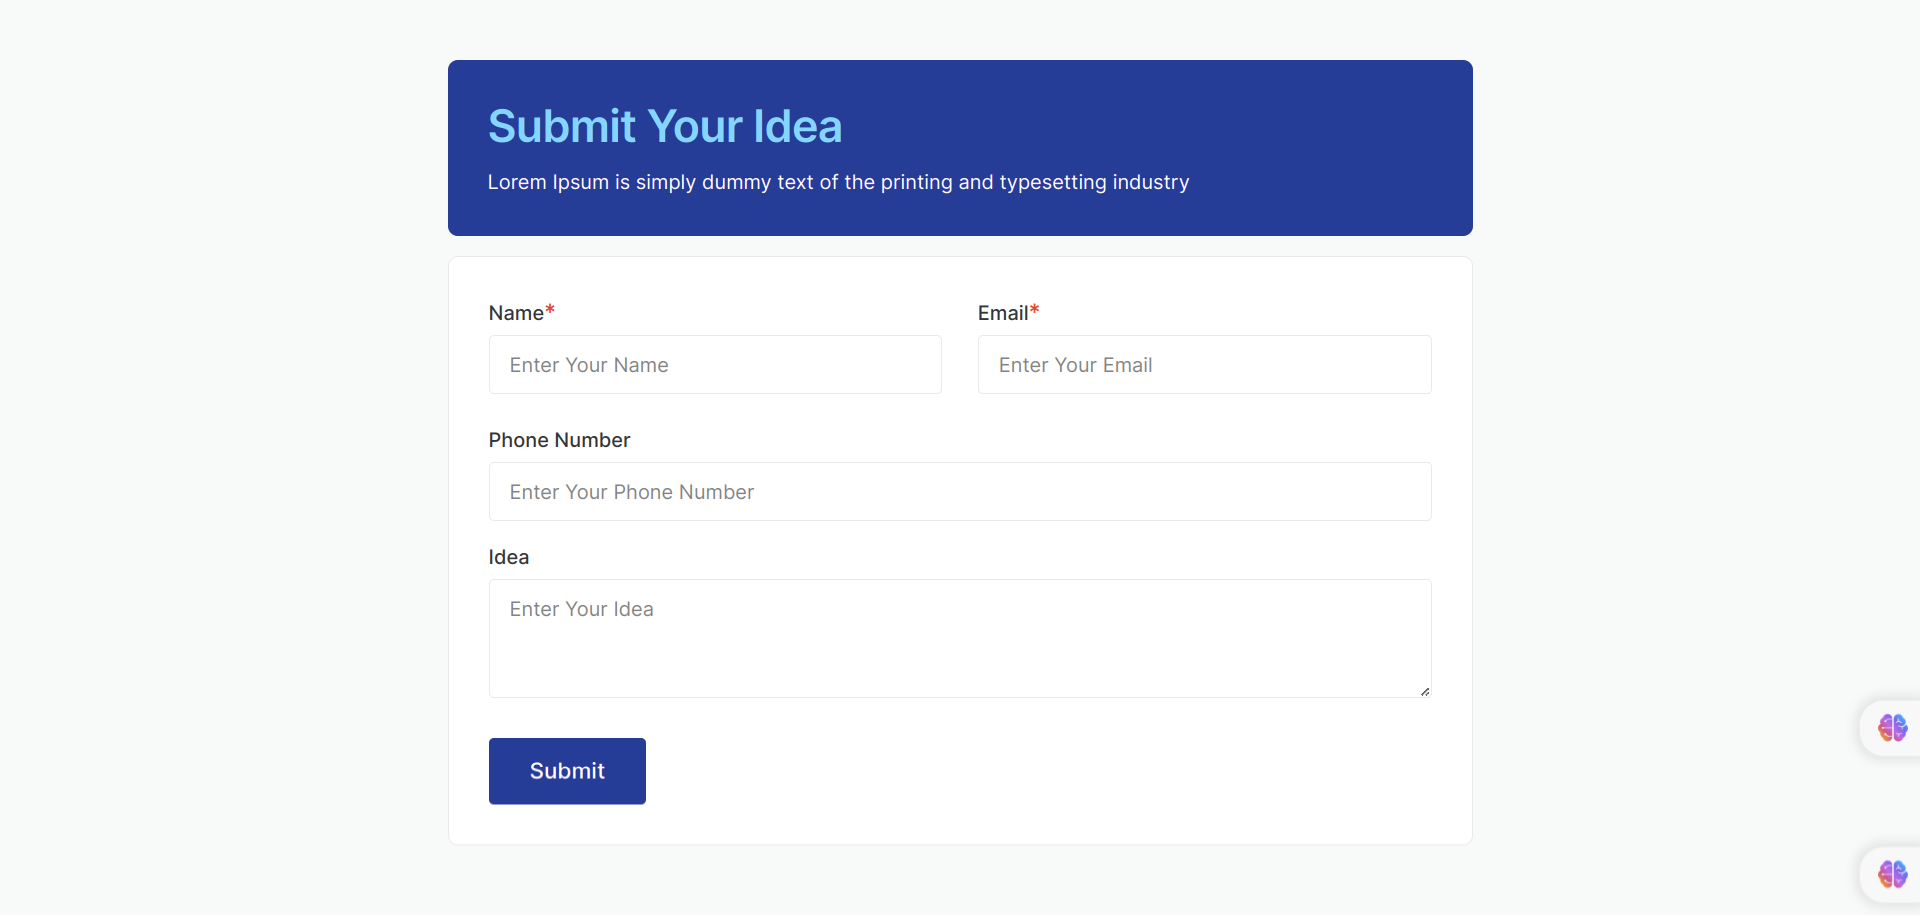 Submit Your Idea
Lorem Ipsum is simply dummy text of the printing and typesetting industry
Name* Email*
Enter Your Name Enter Your Email
Phone Number
Enter Your Phone Number
Idea
Enter Your Idea
Submit